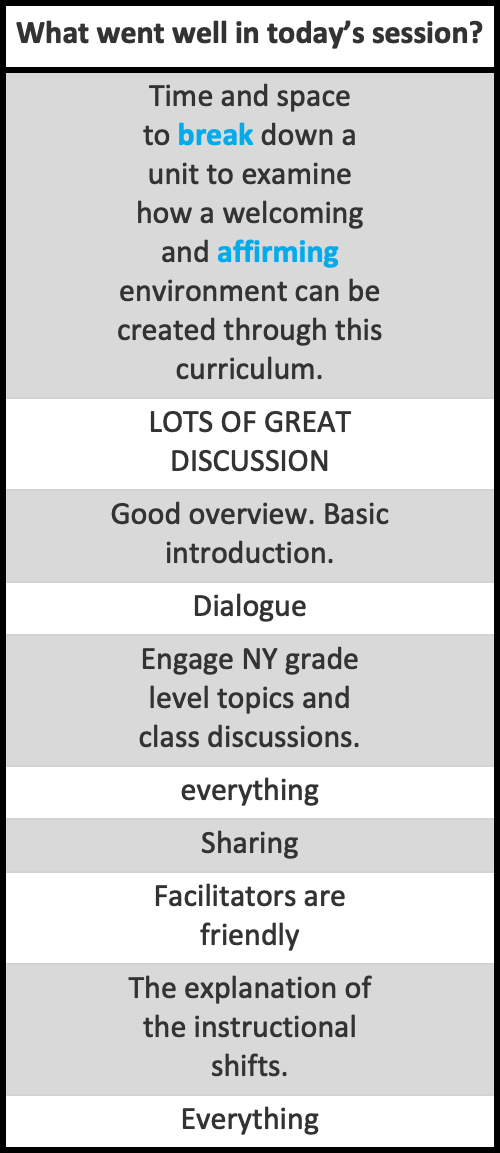 What went well in today’s session?
Time and space
to break down a
unit to examine
how a welcoming
and affirming
environment can be
created through this
curriculum.
LOTS OF GREAT
DISCUSSION
Good overview. Basic
introduction.
Dialogue
Engage NY grade
level topics and
class discussions.
everything
Sharing
Facilitators are
friendly
The explanation of
the instructional
shifts.
Everything